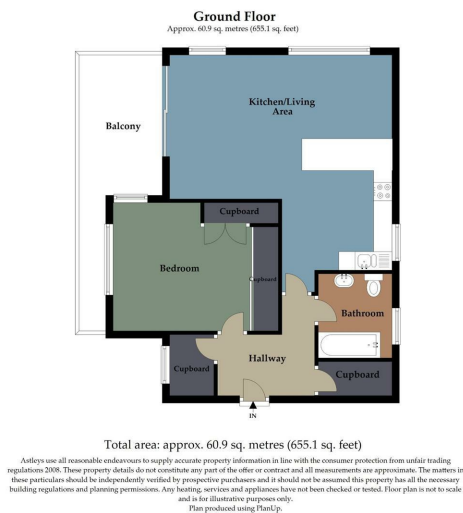 Ground Floor
Approx. 60.9 sq. metres (655.1 sq. feet)
Kitchen/Living
Area
Balcony
Cupboard
Bedroom
Cupboard
Bathroom
Hallway
Cupboard
Cupboard
IN
Total area: approx. 60.9 sq. metres (655.1 sq. feet)
Astleys use all reasonable endeavours to supply accurate property information in line with the consumer protection from unfair trading
regulations 2008. These property details do not constitute any part of the offer or contract and all measurements are approximate. The matters in
these particulars should be independently verified by prospective purchasers and it should not be assumed this property has all the necessary
building regulations and planning permissions. Any heating, services and appliances have not been checked or tested. Floor plan is not to scale
and is for illustrative purposes only.
Plan produced using PlanUp.